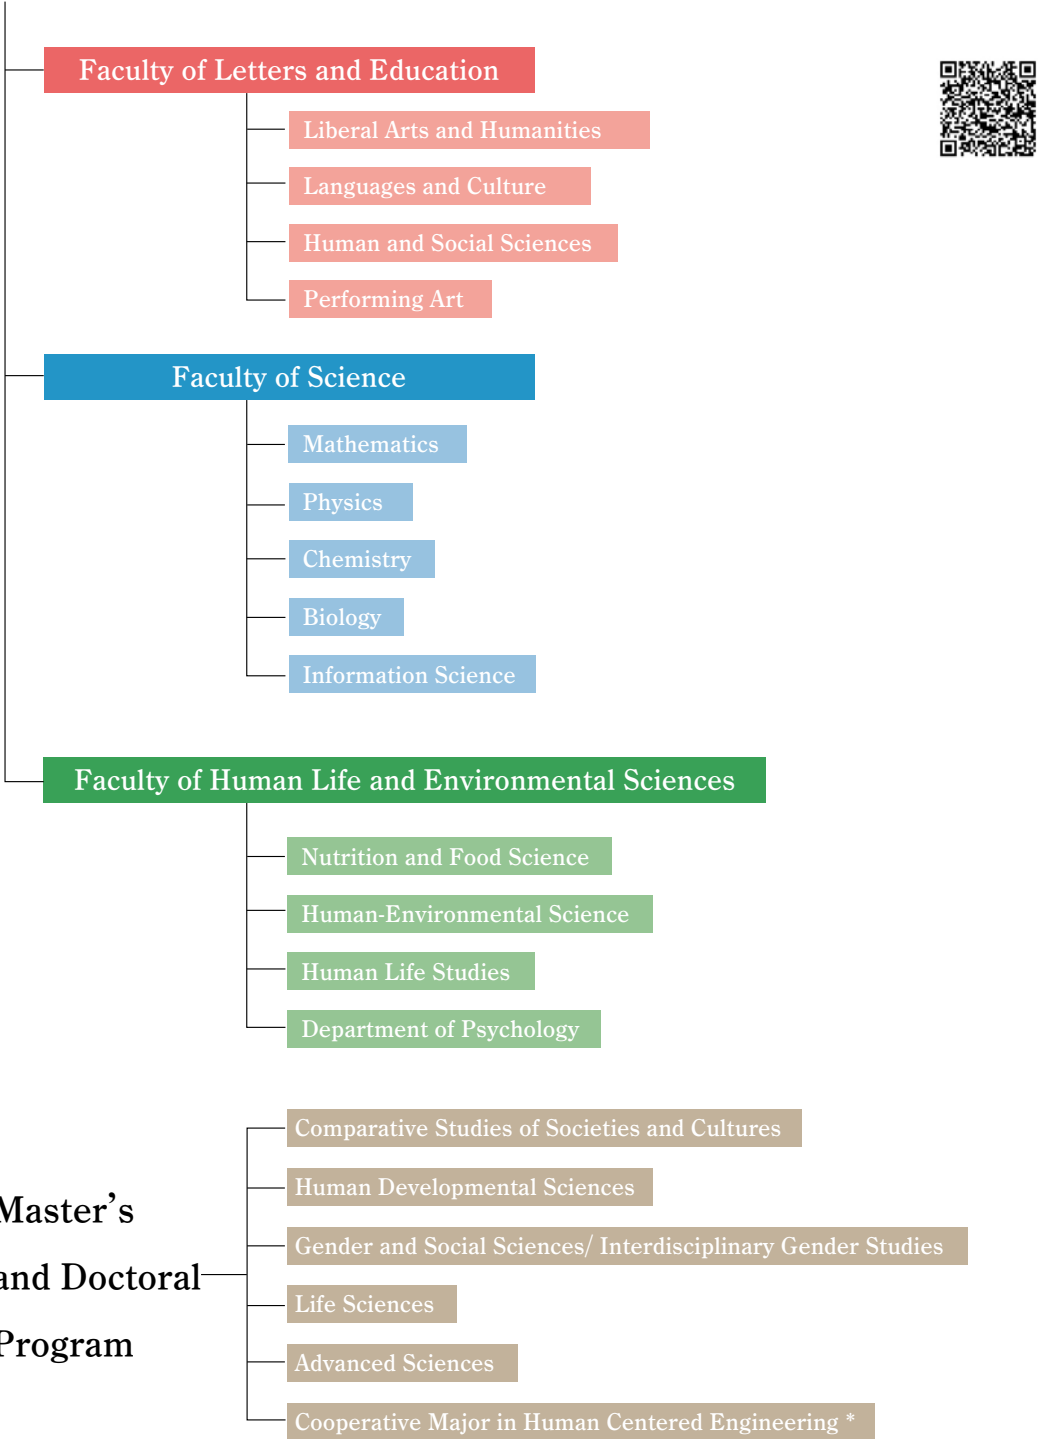 Faculty of Letters and Education
Liberal Arts and Humanities
Languages and Culture
Human and Social Sciences
Performing Art
Faculty of Science
Mathematics
Physics
Chemistry
Biology
Information Science
Faculty of Human Life and Environmental Sciences
Nutrition and Food Science
Human-Environmental Science
Human Life Studies
Department of Psychology
Master’s
and Doctoral
Program
Comparative Studies of Societies and Cultures
Human Developmental Sciences
Gender and Social Sciences/ Interdisciplinary Gender Studies
Life Sciences
Advanced Sciences
Cooperative Major in Human Centered Engineering *